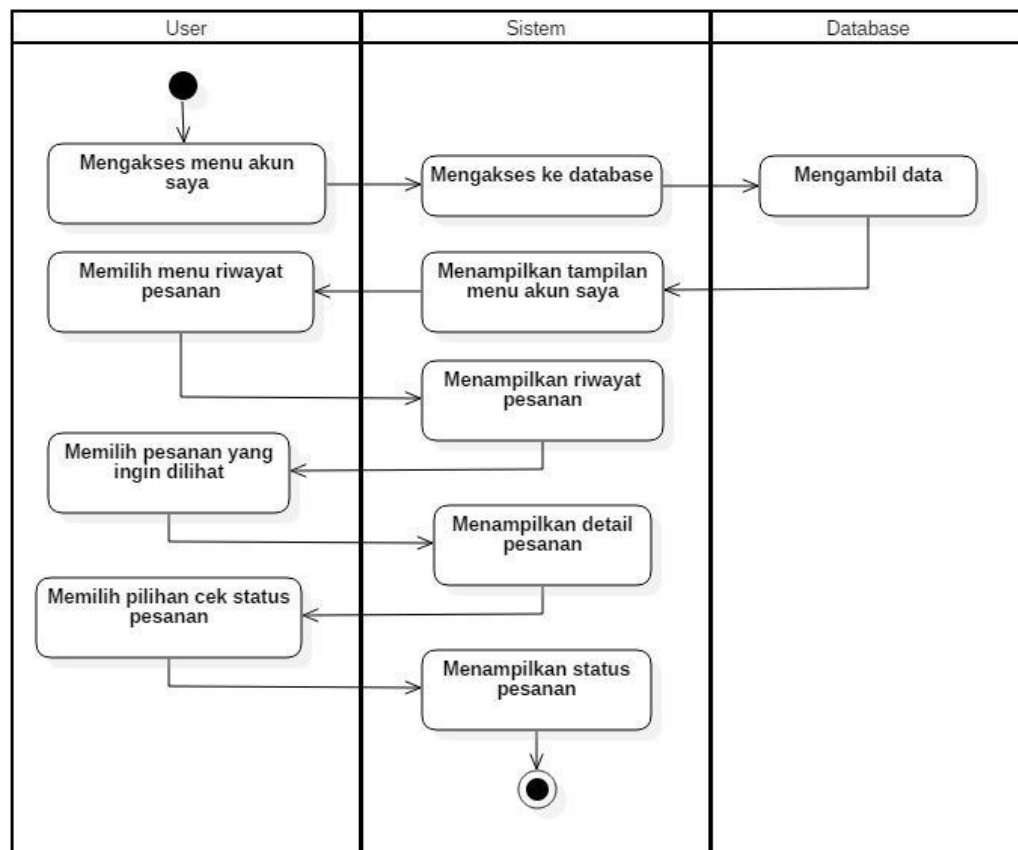 User
Sistem
Database
Mengakses menu akun
saya
Mengakses ke database
Mengambil data
Memilih menu riwayat
pesanan
Menampilkan tampilan
menu akun saya
Menampilkan riwayat
pesanan
Memilih pesanan yang
ingin dilihat
Menampilkan detail
pesanan
Memilih pilihan cek status
pesanan
Menampilkan status
pesanan